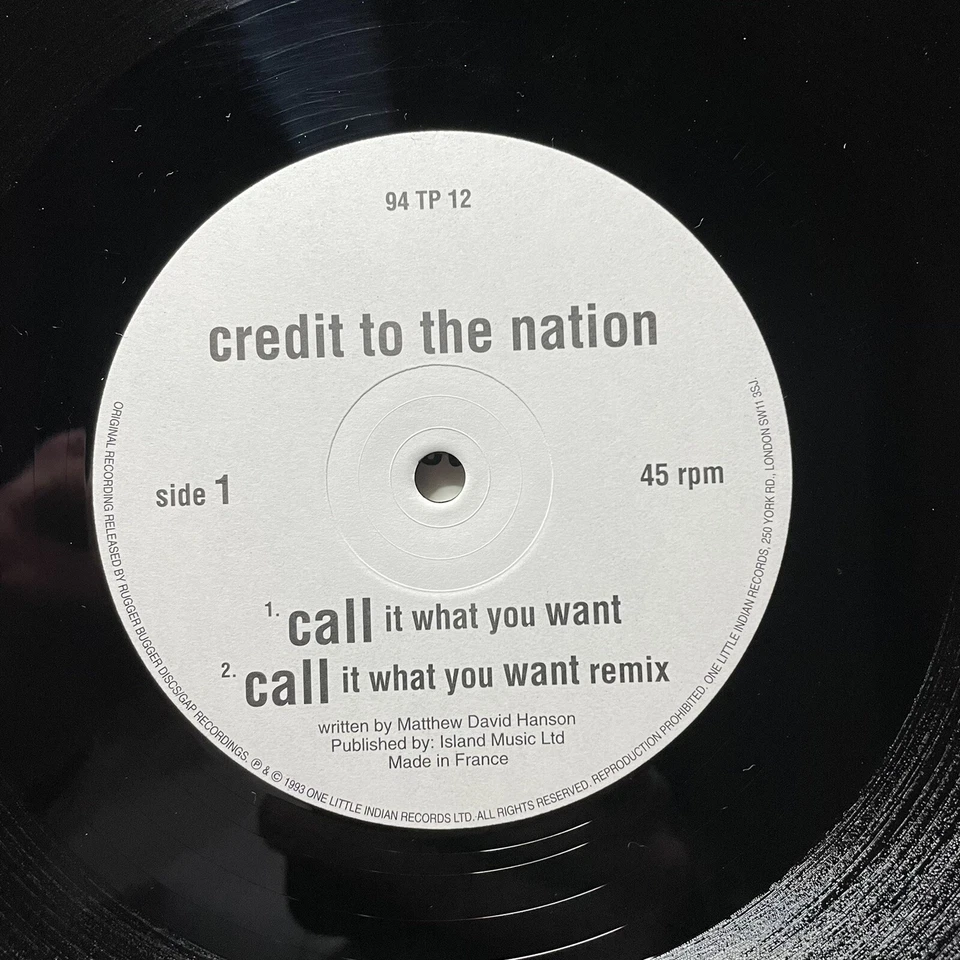 94 TP 12
credit to the nation
side 1
45 rpm
1. call it what you want
2. call it what you want remix
written by Matthew David Hanson
Published by: Island Music Ltd
Made in France
ORIGINAL RECORDING RELEASED BY RUGGER BUGGER DISCS/GAP RECORDINGS. ℗ & © 1993 ONE LITTLE INDIAN RECORDS LTD. ALL RIGHTS RESERVED. REPRODUCTION PROHIBITED. ONE LITTLE INDIAN RECORDS, 250 YORK RD., LONDON SW11 3SJ.